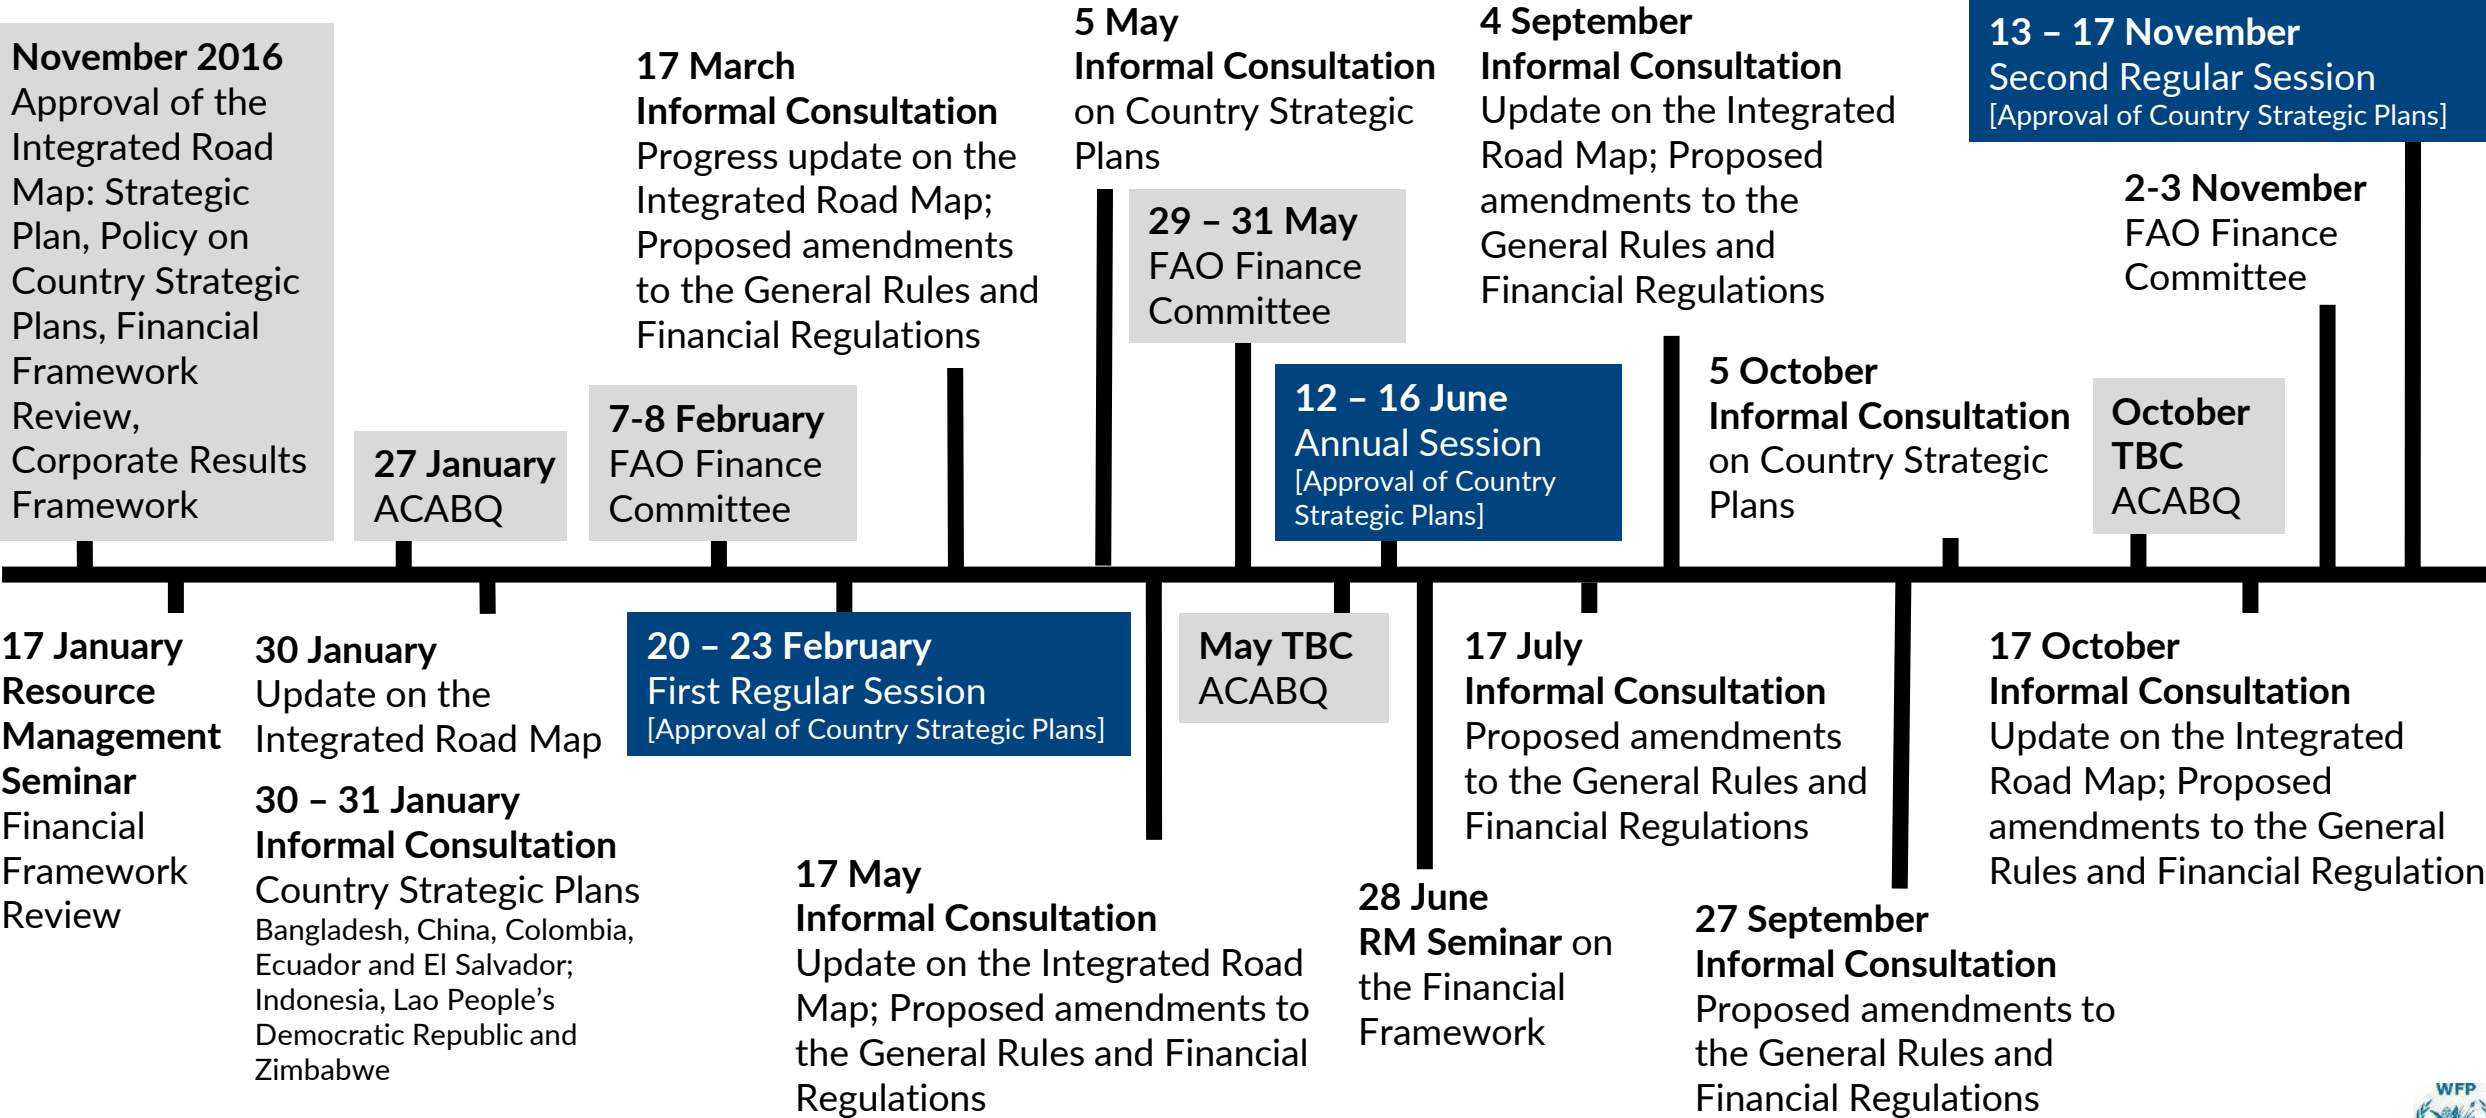 November 2016
Approval of the
Integrated Road
Map: Strategic
Plan, Policy on
Country Strategic
Plans, Financial
Framework
Review,
Corporate Results
Framework
27 January
ACABQ
7-8 February
FAO Finance
Committee
17 March
Informal Consultation
Progress update on the
Integrated Road Map;
Proposed amendments
to the General Rules and
Financial Regulations
5 May
Informal Consultation
on Country Strategic
Plans
29 – 31 May
FAO Finance
Committee
12 – 16 June
Annual Session
[Approval of Country
Strategic Plans]
4 September
Informal Consultation
Update on the Integrated
Road Map; Proposed
amendments to the
General Rules and
Financial Regulations
5 October
Informal Consultation
on Country Strategic
Plans
October
TBC
ACABQ
2-3 November
FAO Finance
Committee
13 – 17 November
Second Regular Session
[Approval of Country Strategic Plans]
17 January
Resource
Management
Seminar
Financial
Framework
Review
30 January
Update on the
Integrated Road Map
30 – 31 January
Informal Consultation
Country Strategic Plans
Bangladesh, China, Colombia,
Ecuador and El Salvador;
Indonesia, Lao People’s
Democratic Republic and
Zimbabwe
20 – 23 February
First Regular Session
[Approval of Country Strategic Plans]
17 May
Informal Consultation
Update on the Integrated Road
Map; Proposed amendments to
the General Rules and Financial
Regulations
May TBC
ACABQ
28 June
RM Seminar on
the Financial
Framework
17 July
Informal Consultation
Proposed amendments
to the General Rules and
Financial Regulations
27 September
Informal Consultation
Proposed amendments to
the General Rules and
Financial Regulations
17 October
Informal Consultation
Update on the Integrated
Road Map; Proposed
amendments to the General
Rules and Financial Regulation
WFP